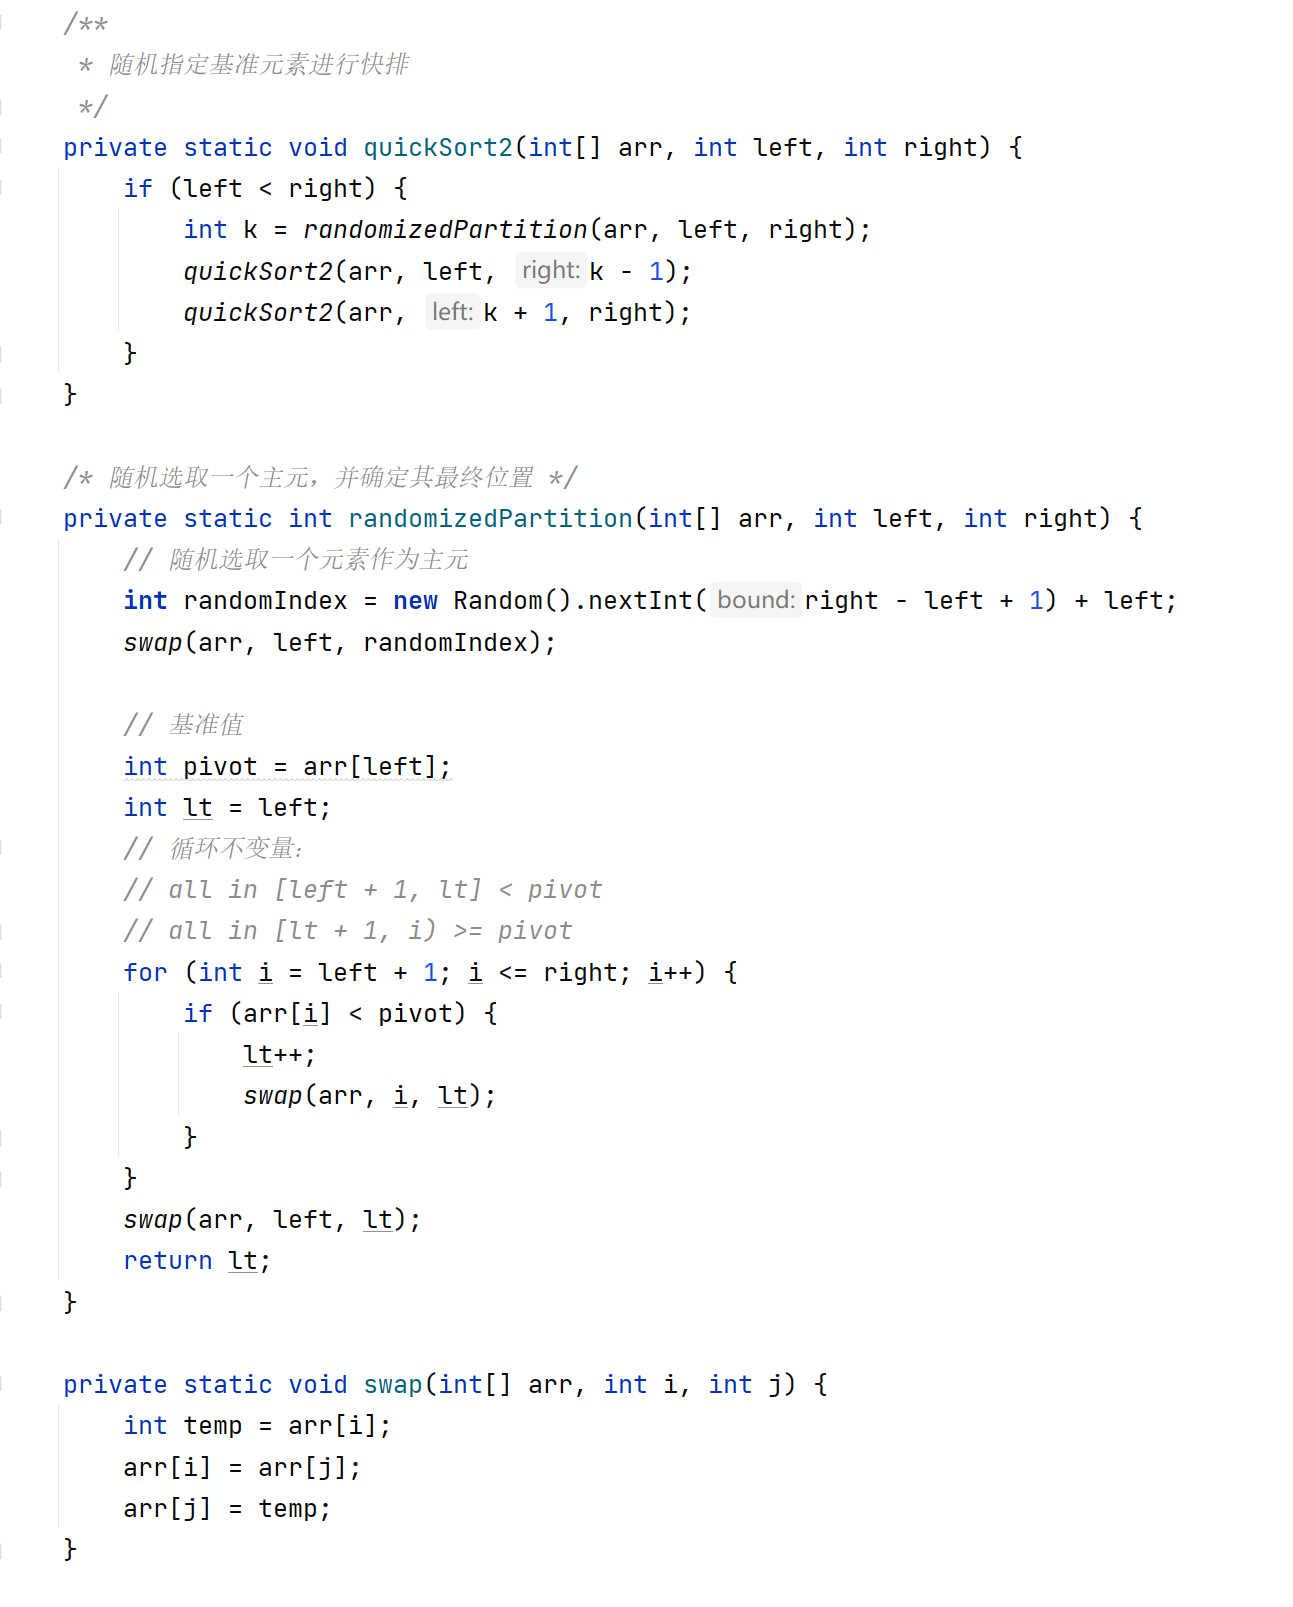 /**
 * 随机指定基准元素进行快排
 */
private static void quickSort2(int[] arr, int left, int right) {
    if (left < right) {
        int k = randomizedPartition(arr, left, right);
        quickSort2(arr, left, right: k - 1);
        quickSort2(arr, left: k + 1, right);
    }
}

/* 随机选取一个主元，并确定其最终位置 */
private static int randomizedPartition(int[] arr, int left, int right) {
    // 随机选取一个元素作为主元
    int randomIndex = new Random().nextInt( bound: right - left + 1) + left;
    swap(arr, left, randomIndex);

    // 基准值
    int pivot = arr[left];
    int lt = left;
    // 循环不变量：
    // all in [left + 1, lt] < pivot
    // all in [lt + 1, i) >= pivot
    for (int i = left + 1; i <= right; i++) {
        if (arr[i] < pivot) {
            lt++;
            swap(arr, i, lt);
        }
    }
    swap(arr, left, lt);
    return lt;
}

private static void swap(int[] arr, int i, int j) {
    int temp = arr[i];
    arr[i] = arr[j];
    arr[j] = temp;
}